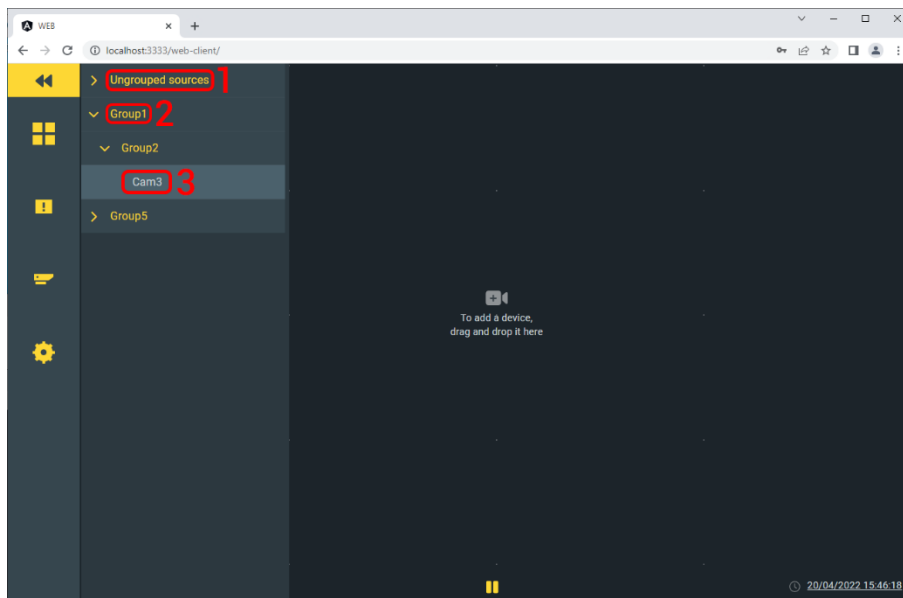 WEB
localhost:3333/web-client/
Ungrouped sources 1
Group1 2
Group2
Cam3 3
Group5
To add a device,
drag and drop it here
20/04/2022 15:46:18